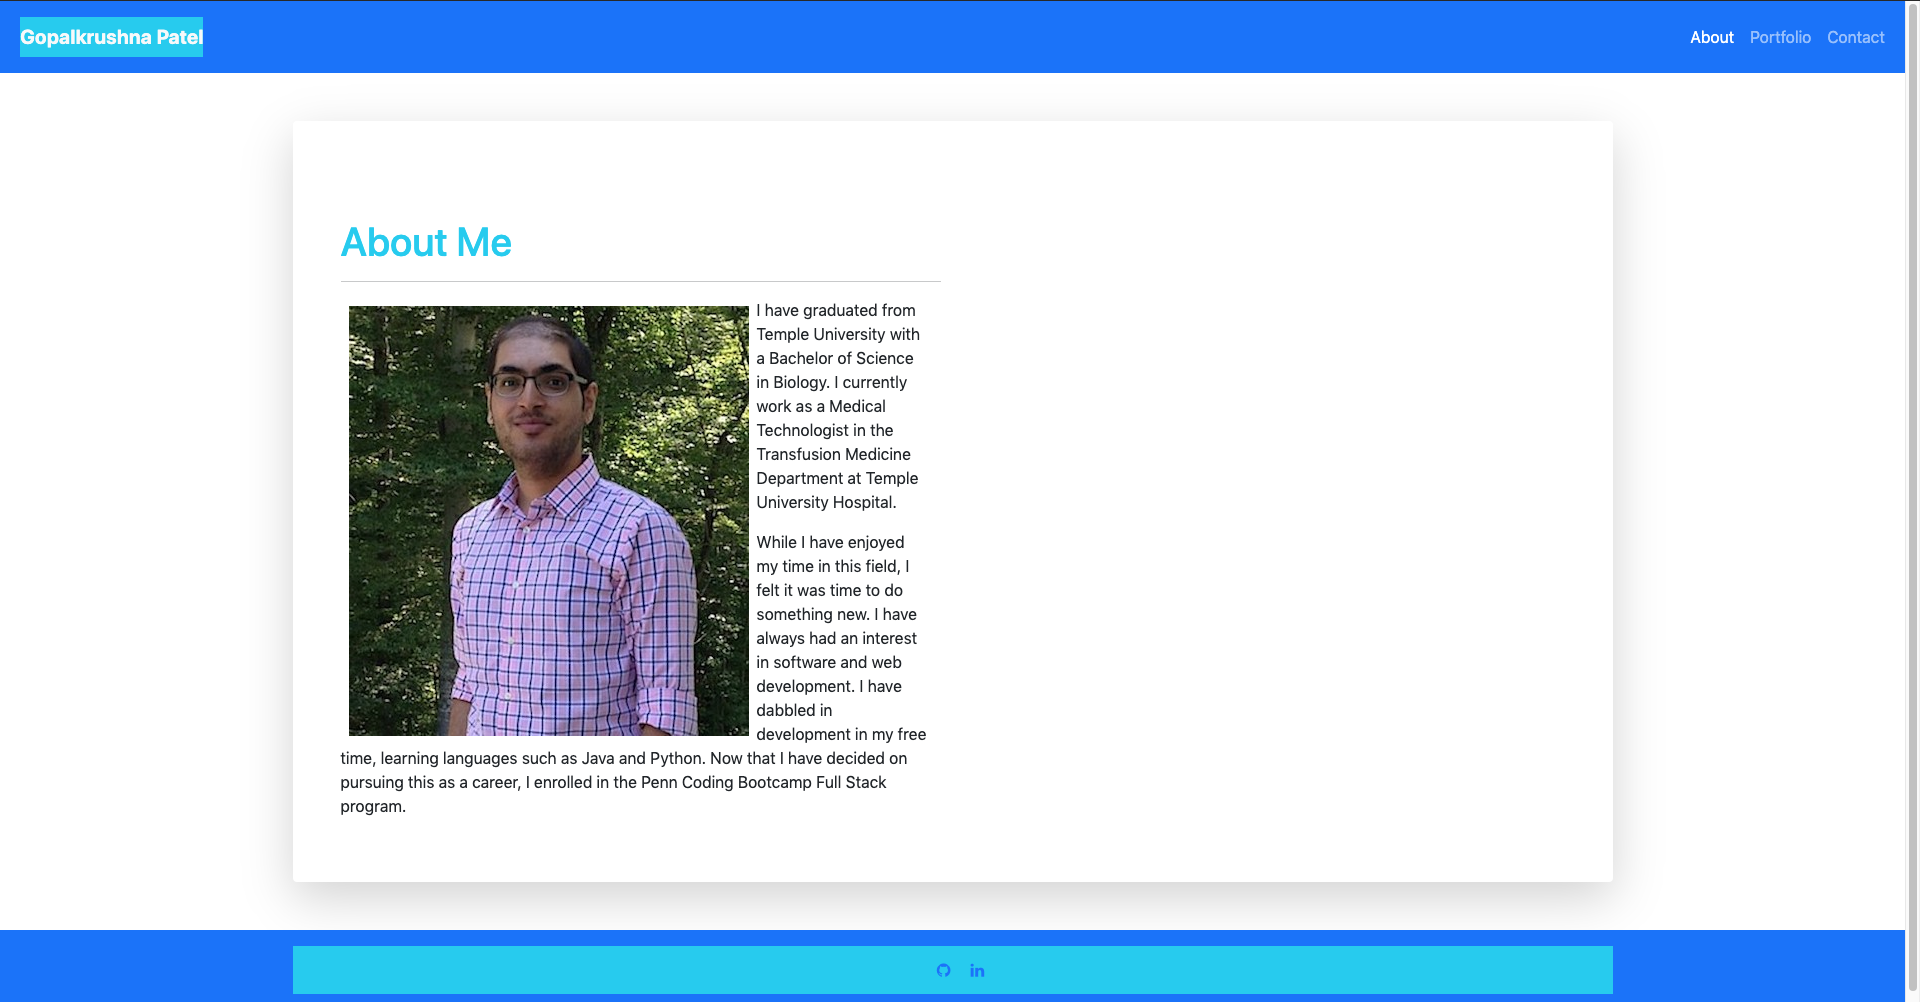 Gopalkrushna Patel
About Portfolio Contact
About Me
I have graduated from
Temple University with
a Bachelor of Science
in Biology. I currently
work as a Medical
Technologist in the
Transfusion Medicine
Department at Temple
University Hospital.
While I have enjoyed
my time in this field, I
felt it was time to do
something new. I have
always had an interest
in software and web
development. I have
dabbled in
development in my free
time, learning languages such as Java and Python. Now that I have decided on
pursuing this as a career, I enrolled in the Penn Coding Bootcamp Full Stack
program.
in